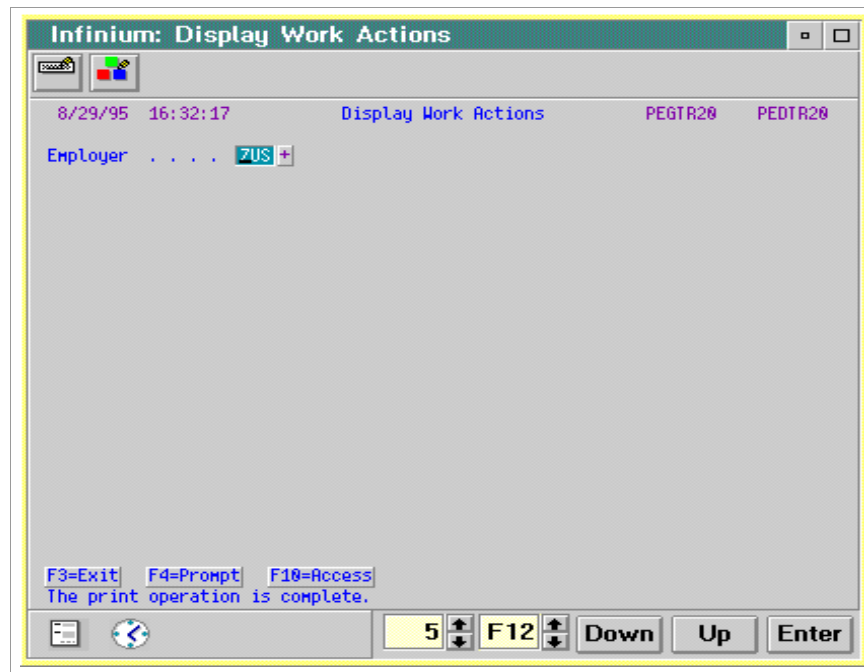 Infinium: Display Work Actions
8/29/95 16:32:17 Display Work Actions PEGTR20 PEDTR20
Employer . . . . ZUS +
F3=Exit F4=Prompt F10=Access
The print operation is complete.
5 F12 Down Up Enter